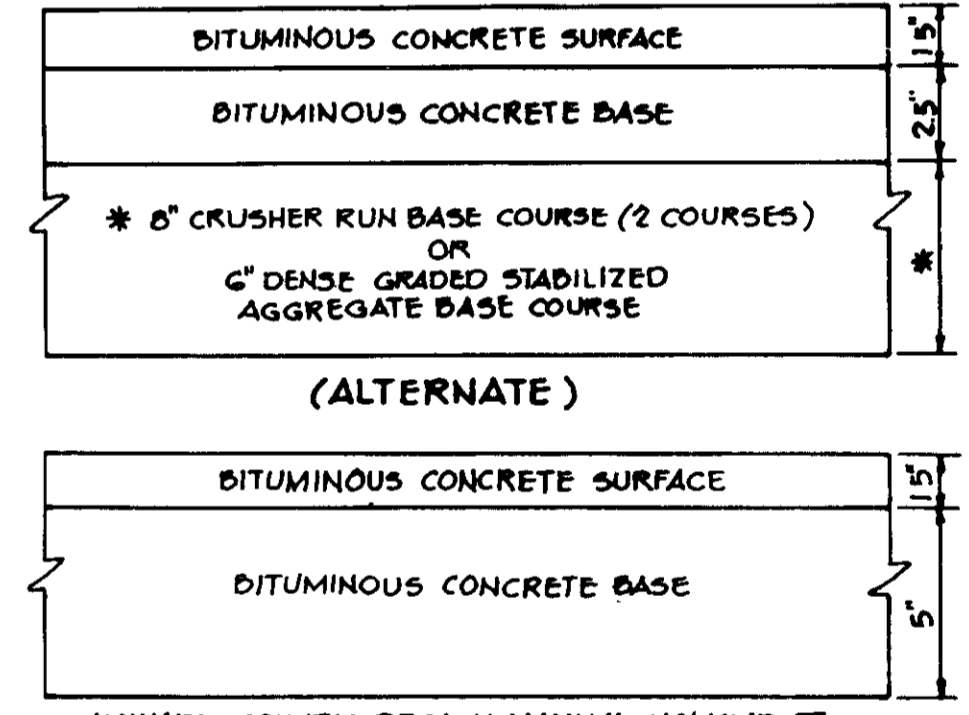 BITUMINOUS CONCRETE SURFACE
1.5"
BITUMINOUS CONCRETE BASE
2.5"
* 8" CRUSHER RUN BASE COURSE (2 COURSES)
OR
6" DENSE GRADED STABILIZED
AGGREGATE BASE COURSE
*
(ALTERNATE)
BITUMINOUS CONCRETE SURFACE
1.5"
BITUMINOUS CONCRETE BASE
5"